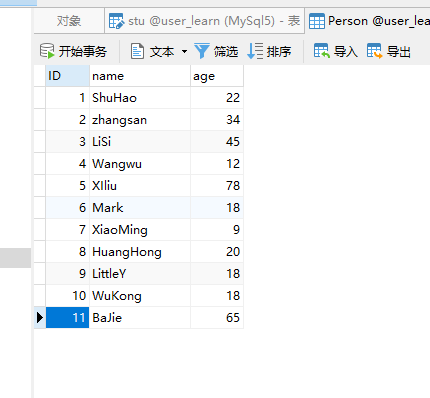 对象 stu @user_learn (MySql5) - 表 Person @user_lea
开始事务 文本 筛选 排序 导入 导出
ID name age
1 ShuHao 22
2 zhangsan 34
3 LiSi 45
4 Wangwu 12
5 XIliu 78
6 Mark 18
7 XiaoMing 9
8 HuangHong 20
9 LittleY 18
10 WuKong 18
11 BaJie 65